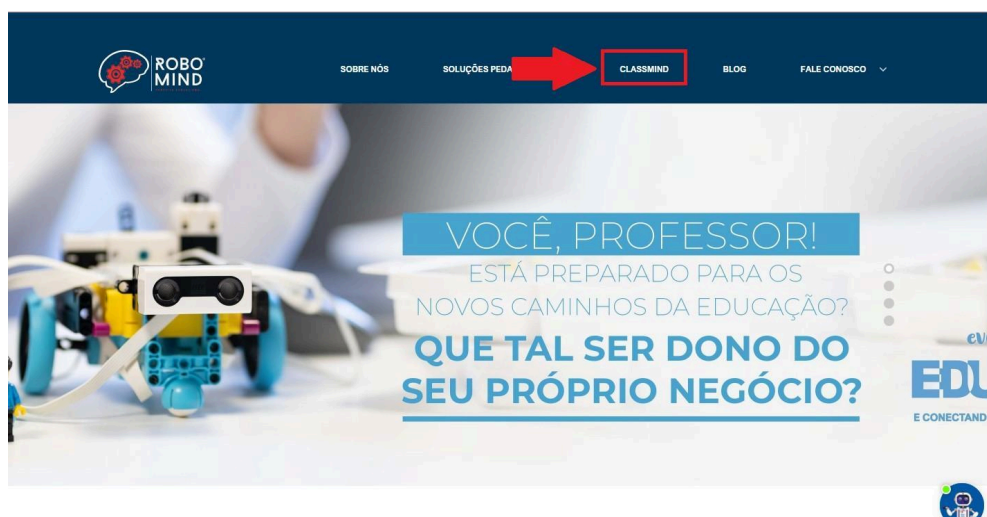 ROBO
MIND
SOBRE NÓS
SOLUÇÕES PEDA
CLASSMIND
BLOG
FALE CONOSCO
VOCÊ, PROFESSOR!
ESTÁ PREPARADO PARA OS
NOVOS CAMINHOS DA EDUCAÇÃO?
QUE TAL SER DONO DO
SEU PRÓPRIO NEGÓCIO?
EDU
E CONECTAND